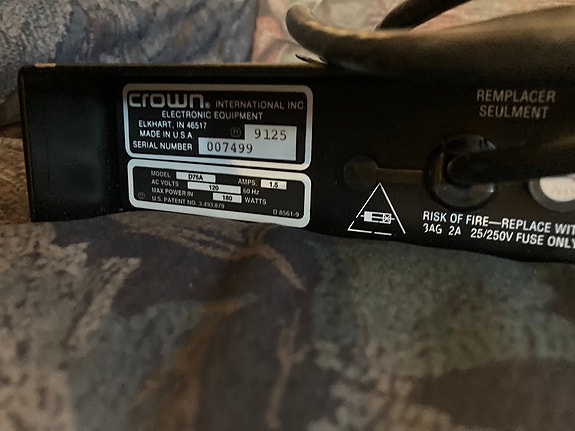 crown® INTERNATIONAL INC.
ELECTRONIC EQUIPMENT
ELKHART, IN 46517
MADE IN U.S.A 9125
SERIAL NUMBER 007499
MODEL D75A AMPS. 1.5
AC VOLTS 120 60 Hz
MAX POWER IN 180 WATTS
U.S. PATENT NO. 3,493,879 D 8561-9
REMPLACER
SEULMENT
RISK OF FIRE—REPLACE WIT
3AG 2A 25/250V FUSE ONLY